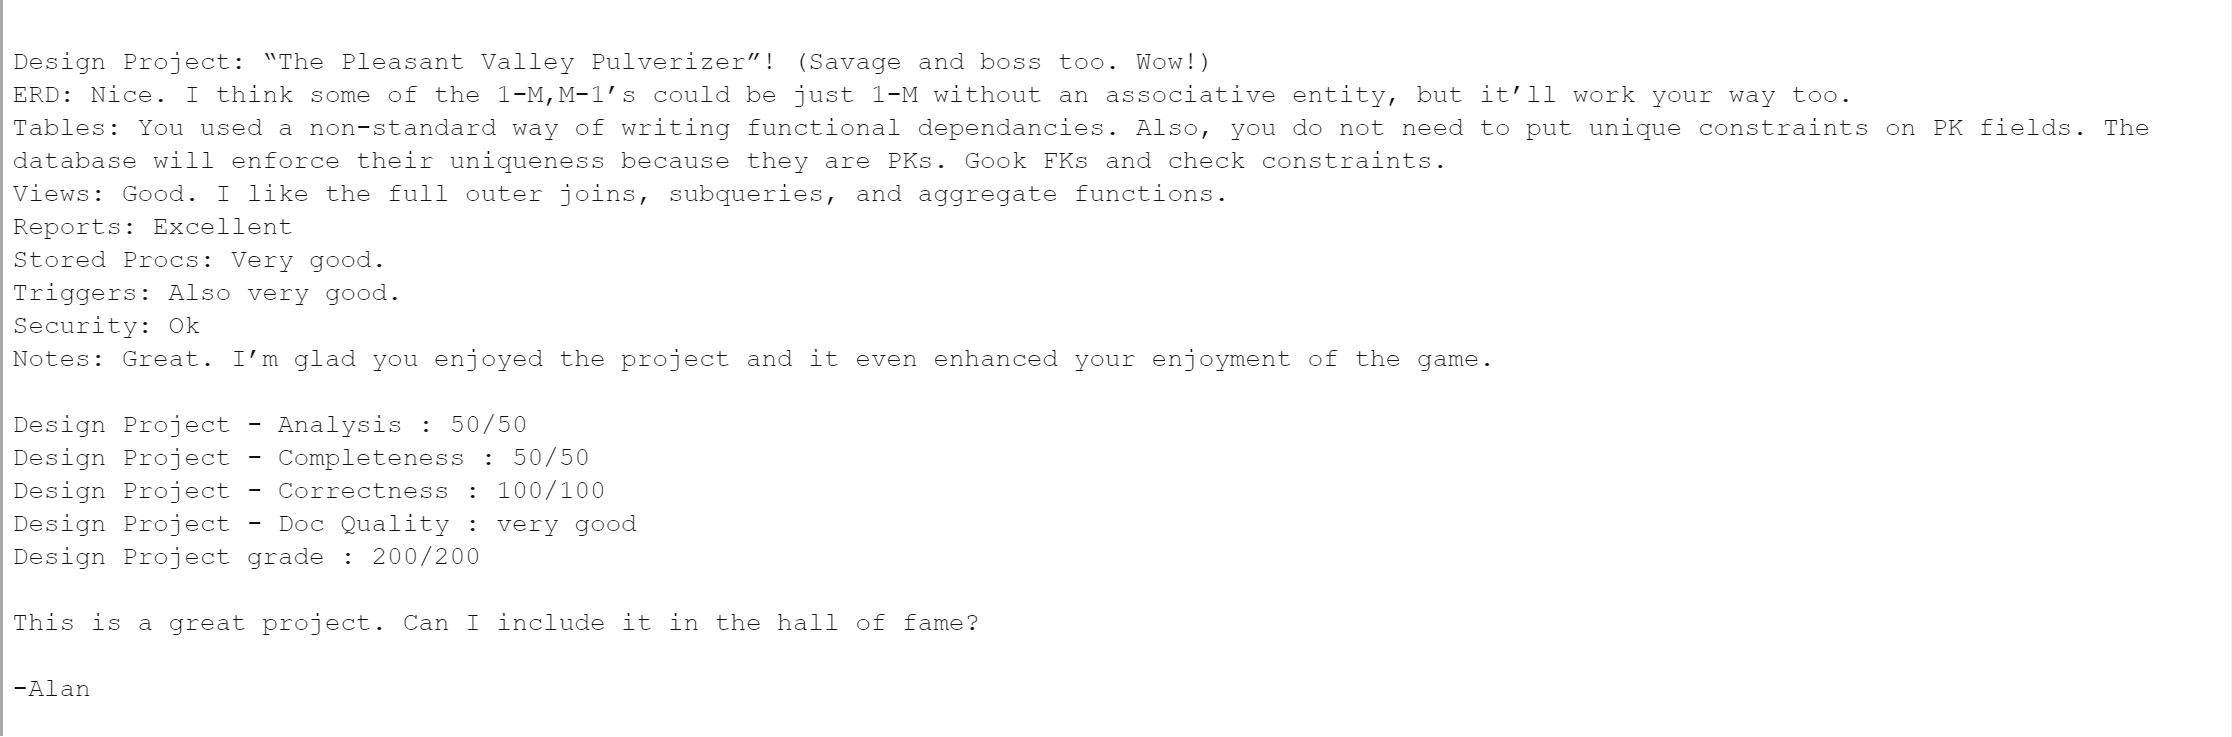 Design Project: “The Pleasant Valley Pulverizer”! (Savage and boss too. Wow!)
ERD: Nice. I think some of the 1-M,M-1’s could be just 1-M without an associative entity, but it’ll work your way too.
Tables: You used a non-standard way of writing functional dependancies. Also, you do not need to put unique constraints on PK fields. The
database will enforce their uniqueness because they are PKs. Gook FKs and check constraints.
Views: Good. I like the full outer joins, subqueries, and aggregate functions.
Reports: Excellent
Stored Procs: Very good.
Triggers: Also very good.
Security: Ok
Notes: Great. I’m glad you enjoyed the project and it even enhanced your enjoyment of the game.
Design Project - Analysis : 50/50
Design Project - Completeness : 50/50
Design Project - Correctness : 100/100
Design Project - Doc Quality : very good
Design Project grade : 200/200
This is a great project. Can I include it in the hall of fame?
-Alan